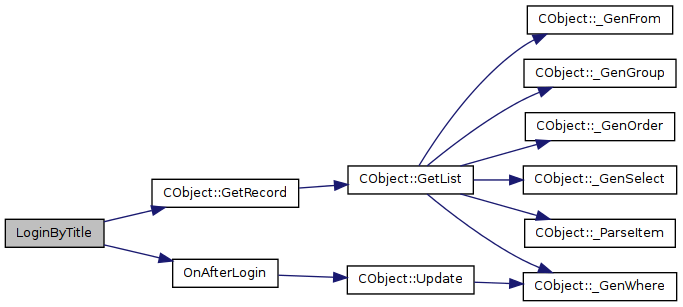 CObject::_GenFrom
CObject::_GenGroup
CObject::_GenOrder
CObject::GetList
CObject::_GenSelect
CObject::GetRecord
LoginByTitle
CObject::_ParseItem
OnAfterLogin
CObject::Update
CObject::_GenWhere